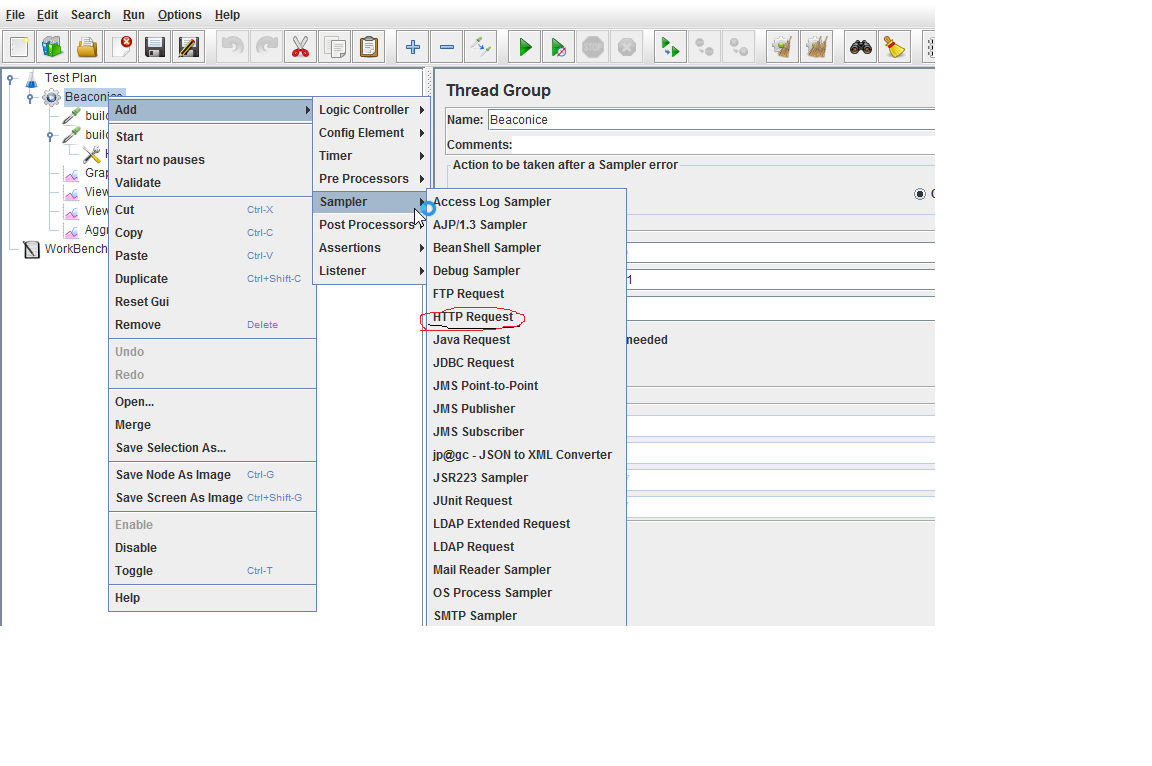 File Edit Search Run Options Help
Test Plan
Beaconice
Thread Group
Name: Beaconice
Comments:
Action to be taken after a Sampler error
WorkBench
1
needed
Add
Start
Start no pauses
Validate
Cut Ctrl-X
Copy Ctrl-C
Paste Ctrl-V
Duplicate Ctrl+Shift-C
Reset Gui
Remove Delete
Undo
Redo
Open...
Merge
Save Selection As...
Save Node As Image Ctrl-G
Save Screen As Image Ctrl+Shift-G
Enable
Disable
Toggle Ctrl-T
Help
Logic Controller
Config Element
Timer
Pre Processors
Sampler
Post Processors
Assertions
Listener
Access Log Sampler
AJP/1.3 Sampler
BeanShell Sampler
Debug Sampler
FTP Request
HTTP Request
Java Request
JDBC Request
JMS Point-to-Point
JMS Publisher
JMS Subscriber
jp@gc - JSON to XML Converter
JSR223 Sampler
JUnit Request
LDAP Extended Request
LDAP Request
Mail Reader Sampler
OS Process Sampler
SMTP Sampler